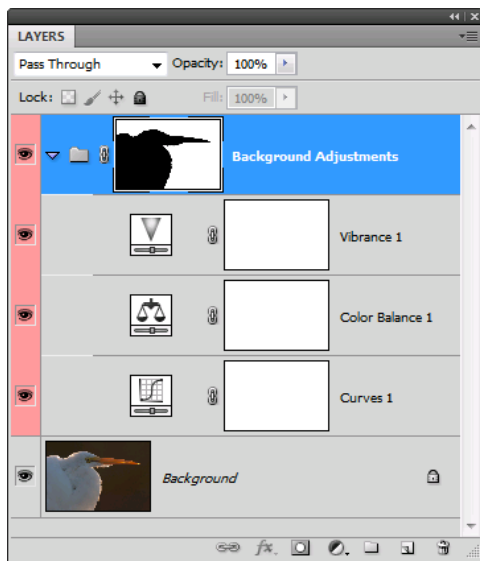 LAYERS
Pass Through Opacity: 100%
Lock: Fill: 100%
Background Adjustments
Vibrance 1
Color Balance 1
Curves 1
Background
fx.